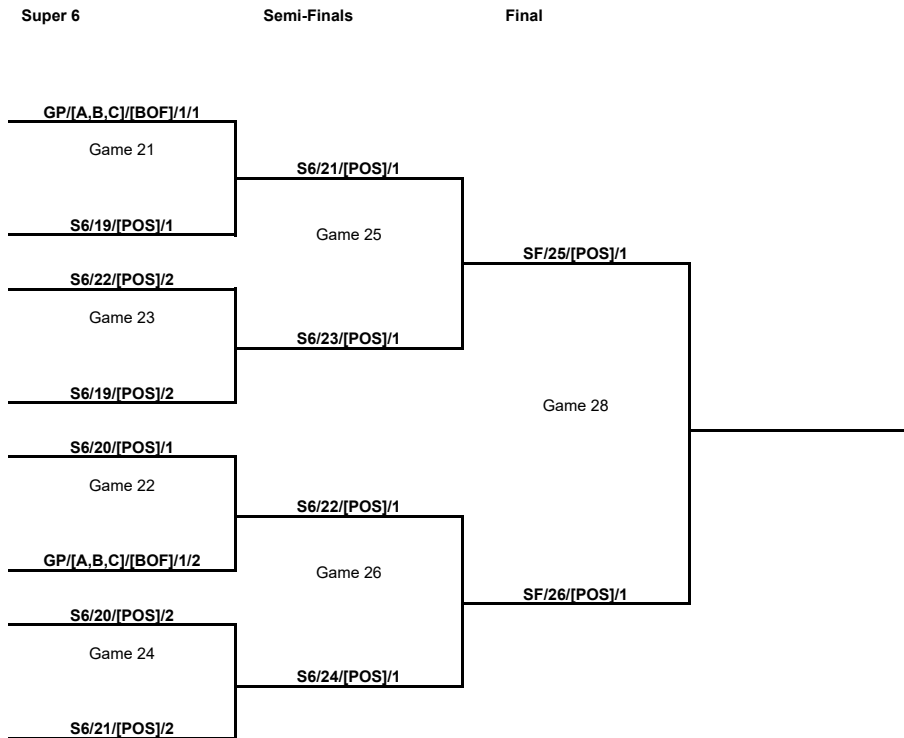 Super 6 Semi-Finals Final
GP/[A,B,C]/[BOF]/1/1
Game 21
S6/21/[POS]/1
S6/19/[POS]/1
Game 25
SF/25/[POS]/1
S6/22/[POS]/2
Game 23
S6/23/[POS]/1
S6/19/[POS]/2
Game 28
S6/20/[POS]/1
Game 22
S6/22/[POS]/1
GP/[A,B,C]/[BOF]/1/2
Game 26
SF/26/[POS]/1
S6/20/[POS]/2
Game 24
S6/24/[POS]/1
S6/21/[POS]/2